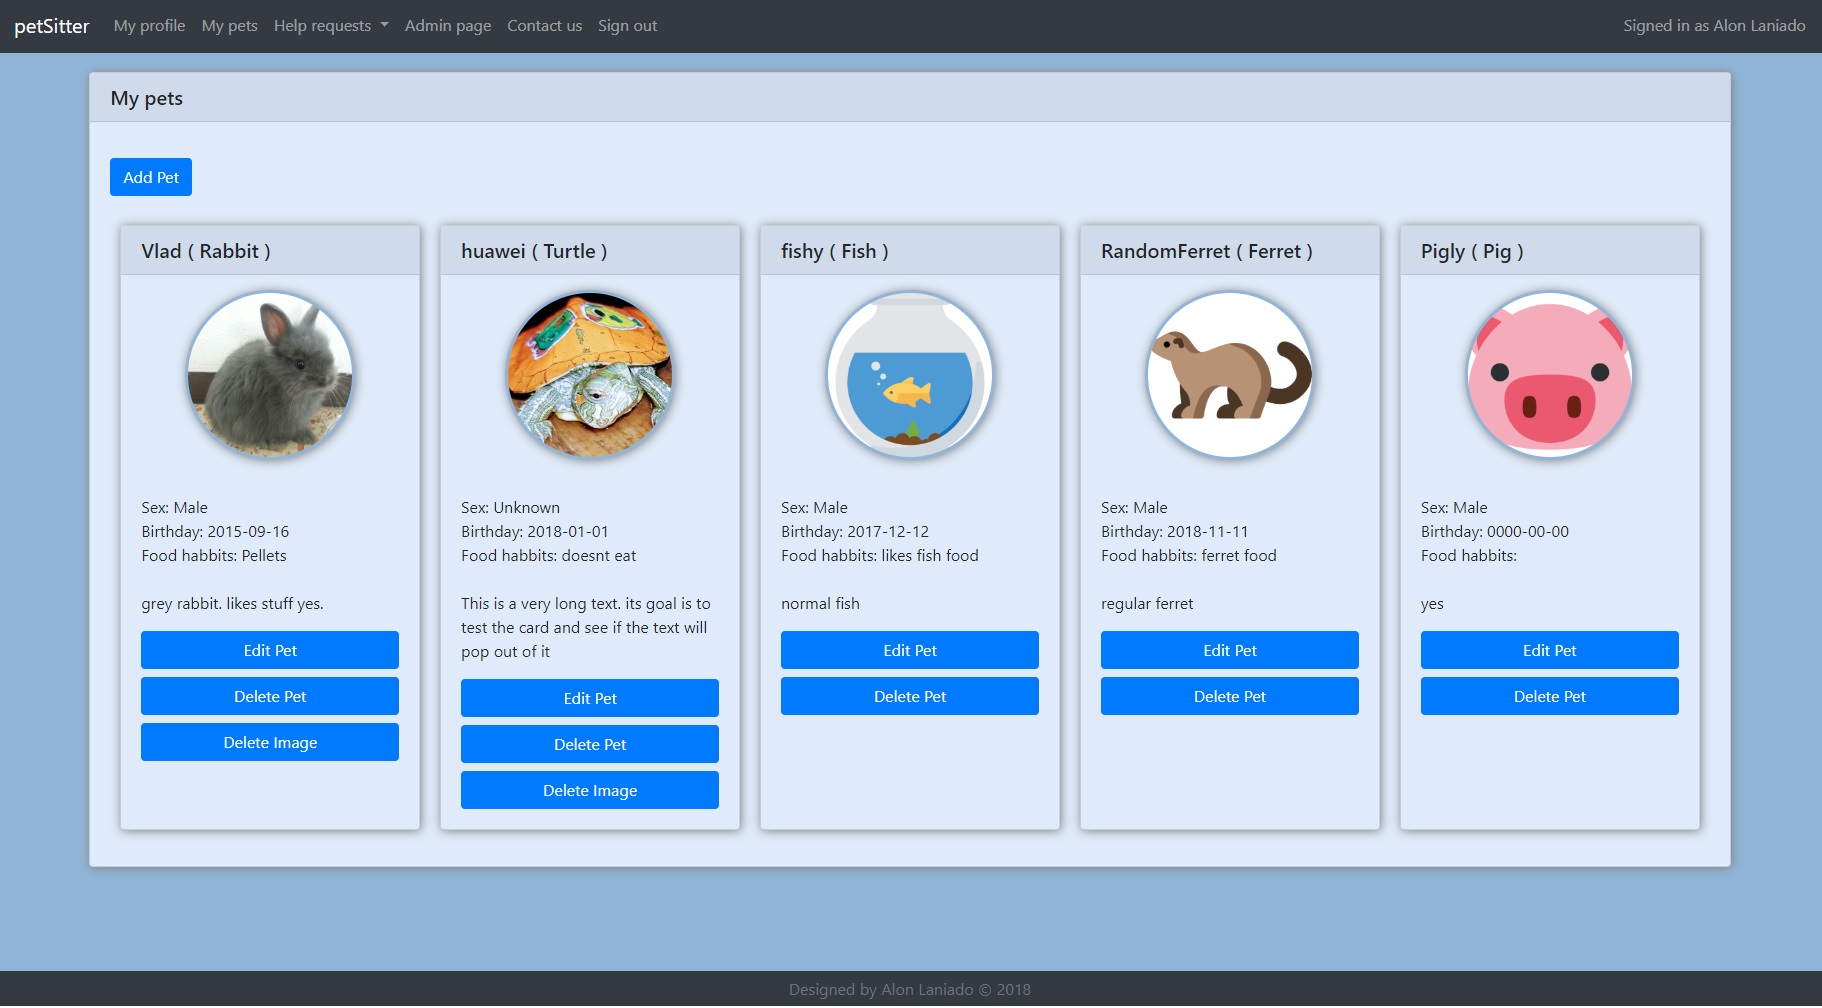 petSitter My profile My pets Help requests Admin page Contact us Sign out Signed in as Alon Laniado
My pets
Add Pet
Vlad ( Rabbit )
Sex: Male
Birthday: 2015-09-16
Food habbits: Pellets
grey rabbit. likes stuff yes.
Edit Pet
Delete Pet
Delete Image
huawei ( Turtle )
Sex: Unknown
Birthday: 2018-01-01
Food habbits: doesnt eat
This is a very long text. its goal is to
test the card and see if the text will
pop out of it
Edit Pet
Delete Pet
Delete Image
fishy ( Fish )
Sex: Male
Birthday: 2017-12-12
Food habbits: likes fish food
normal fish
Edit Pet
Delete Pet
RandomFerret ( Ferret )
Sex: Male
Birthday: 2018-11-11
Food habbits: ferret food
regular ferret
Edit Pet
Delete Pet
Pigly ( Pig )
Sex: Male
Birthday: 0000-00-00
Food habbits:
yes
Edit Pet
Delete Pet
Designed by Alon Laniado © 2018